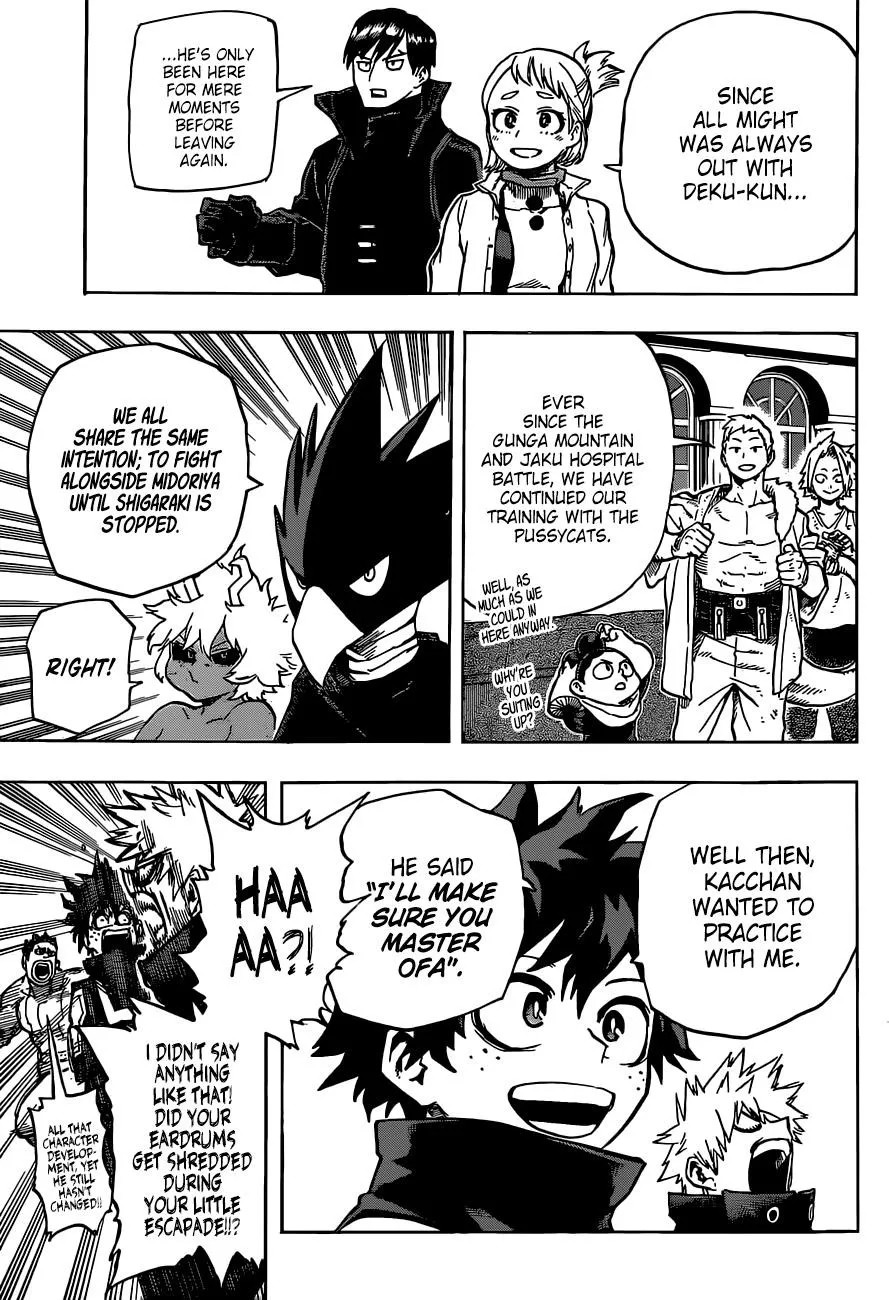 SINCE
ALL MIGHT
WAS ALWAYS
OUT WITH
DEKU-KUN...
...HE'S ONLY
BEEN HERE
FOR MERE
MOMENTS
BEFORE
LEAVING
AGAIN.
EVER
SINCE THE
GUNGA MOUNTAIN
AND JAKU HOSPITAL
BATTLE, WE HAVE
CONTINUED OUR
TRAINING WITH THE
PUSSYCATS.
WELL, AS
MUCH AS WE
COULD IN
HERE ANYWAY.
WHY'RE
YOU
SUITING
UP?
WE ALL
SHARE THE SAME
INTENTION; TO FIGHT
ALONGSIDE MIDORIYA
UNTIL SHIGARAKI IS
STOPPED.
RIGHT!
WELL THEN,
KACCHAN
WANTED TO
PRACTICE
WITH ME.
HE SAID
"I'LL MAKE
SURE YOU
MASTER
OFA".
HAA
AA?!
I DIDN'T SAY
ANYTHING
LIKE THAT!
DID YOUR
EARDRUMS
GET SHREDDED
DURING
YOUR LITTLE
ESCAPADE!!?
ALL THAT
CHARACTER
DEVELOP-
MENT, YET
HE STILL
HASN'T
CHANGED!!